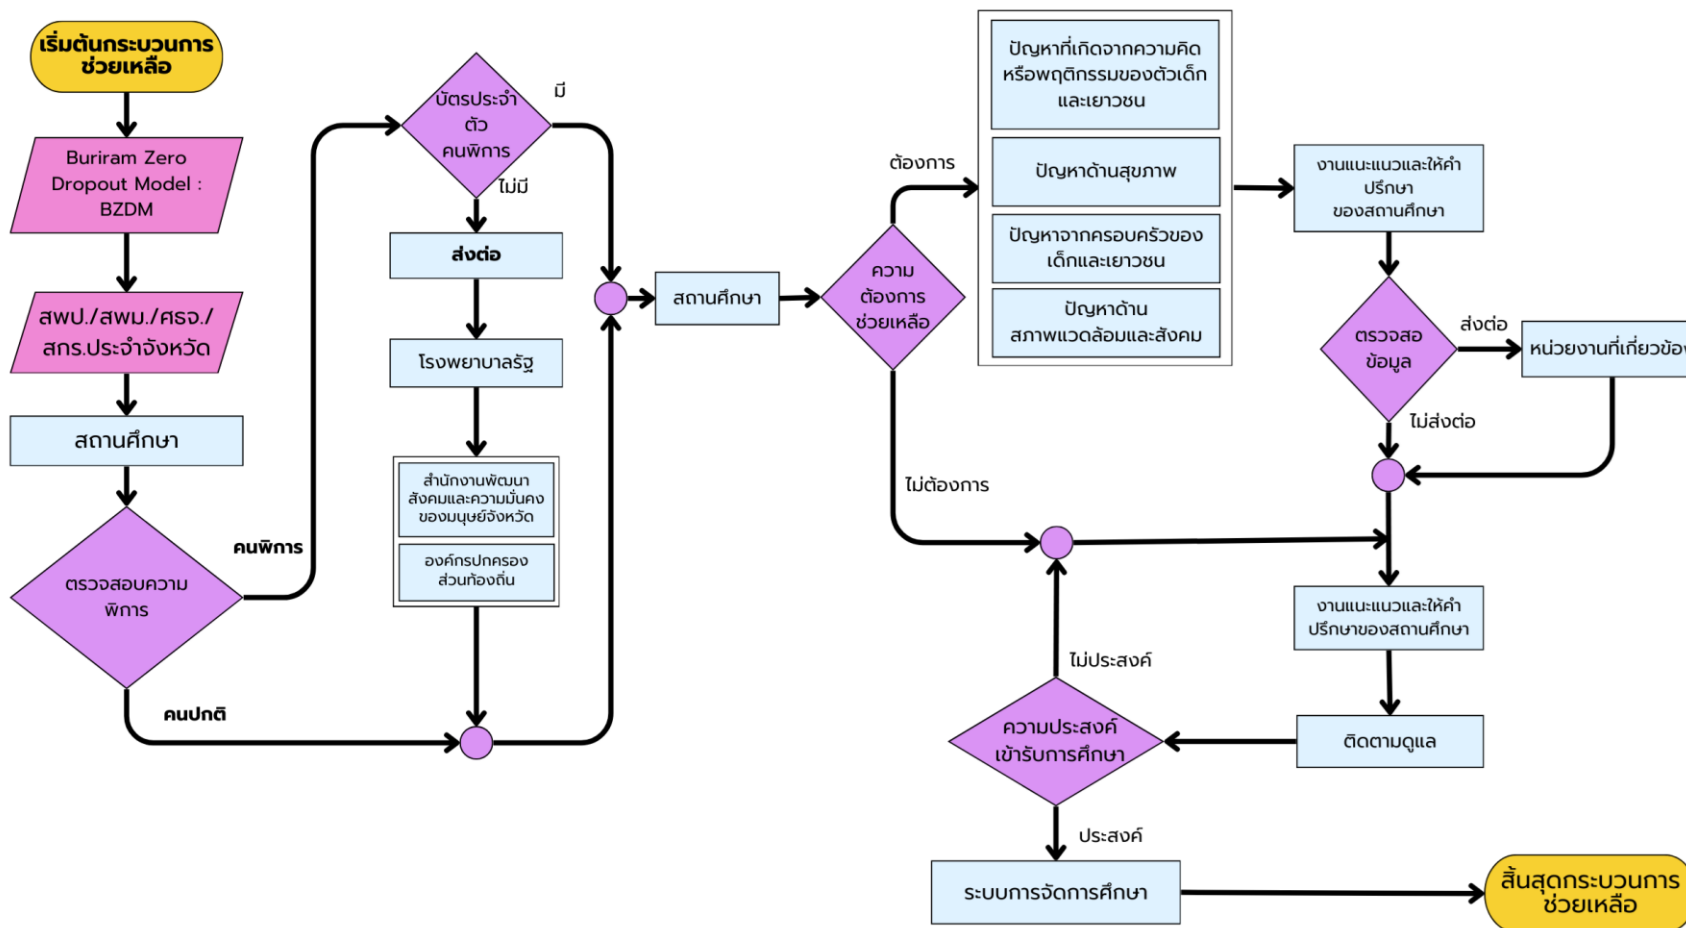 เริ่มต้นกระบวนการ
ช่วยเหลือ
Buriram Zero
Dropout Model :
BZDM
สพป./สพม./ศธจ./
สกร.ประจำจังหวัด
สถานศึกษา
ตรวจสอบความ
พิการ
คนพิการ
คนปกติ
บัตรประจำ
ตัว
คนพิการ
มี
ไม่มี
ส่งต่อ
โรงพยาบาลรัฐ
สำนักงานพัฒนา
สังคมและความมั่นคง
ของมนุษย์จังหวัด
องค์กรปกครอง
ส่วนท้องถิ่น
สถานศึกษา
ความ
ต้องการ
ช่วยเหลือ
ต้องการ
ไม่ต้องการ
ปัญหาที่เกิดจากความคิด
หรือพฤติกรรมของตัวเด็ก
และเยาวชน
ปัญหาด้านสุขภาพ
ปัญหาจากครอบครัวของ
เด็กและเยาวชน
ปัญหาด้าน
สภาพแวดล้อมและสังคม
งานแนะแนวและให้คำ
ปรึกษา
ของสถานศึกษา
ตรวจสอ
ข้อมูล
ส่งต่อ
หน่วยงานที่เกี่ยวข้อง
ไม่ส่งต่อ
งานแนะแนวและให้คำ
ปรึกษาของสถานศึกษา
ติดตามดูแล
ความประสงค์
เข้ารับการศึกษา
ไม่ประสงค์
ประสงค์
ระบบการจัดการศึกษา
สิ้นสุดกระบวนการ
ช่วยเหลือ